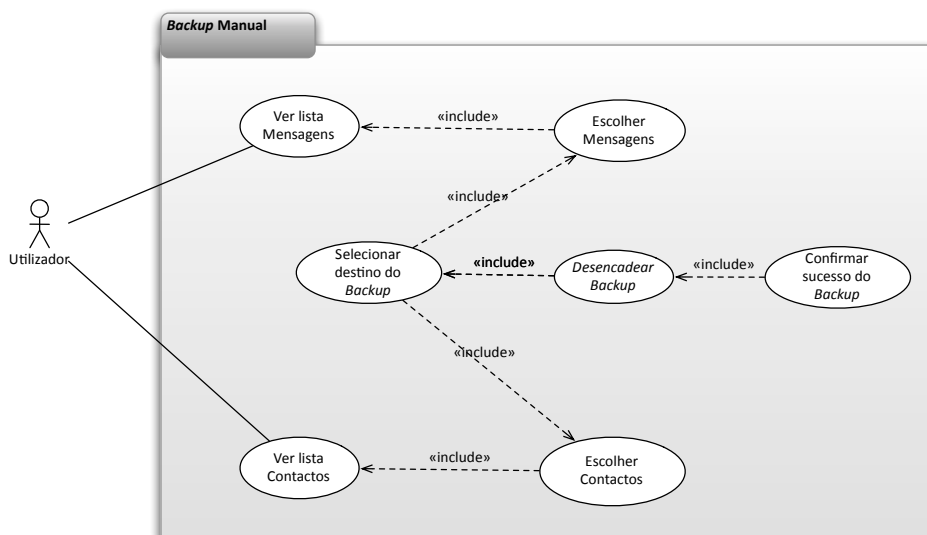 Backup Manual
Ver lista
Mensagens
«include»
Escolher
Mensagens
«include»
Utilizador
Selecionar
destino do
Backup
«include»
Desencadear
Backup
«include»
Confirmar
sucesso do
Backup
«include»
Ver lista
Contactos
«include»
Escolher
Contactos